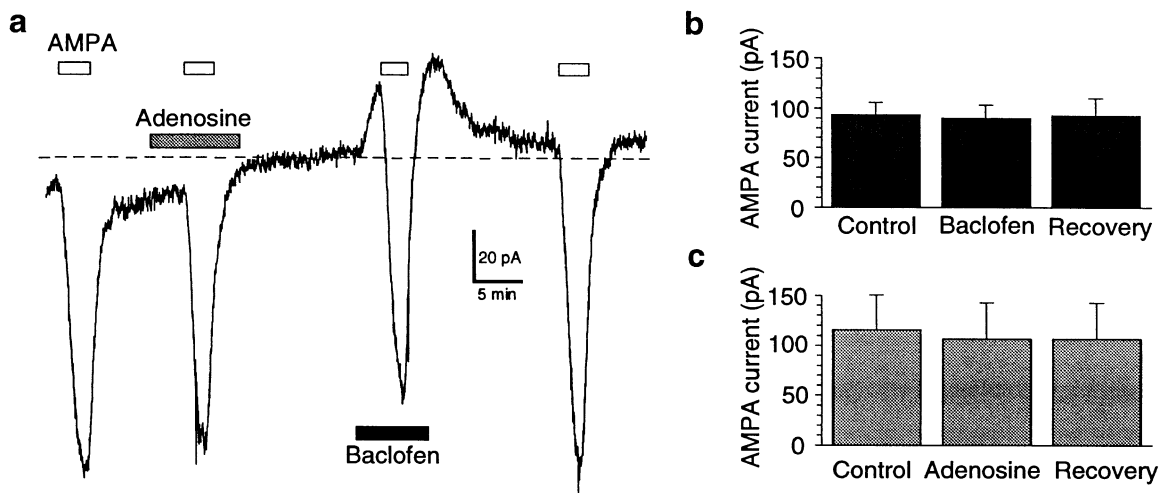 a
AMPA
Adenosine
20 pA
5 min
Baclofen
b
AMPA current (pA)
150
100
50
0
Control Baclofen Recovery
c
AMPA current (pA)
150
100
50
0
Control Adenosine Recovery